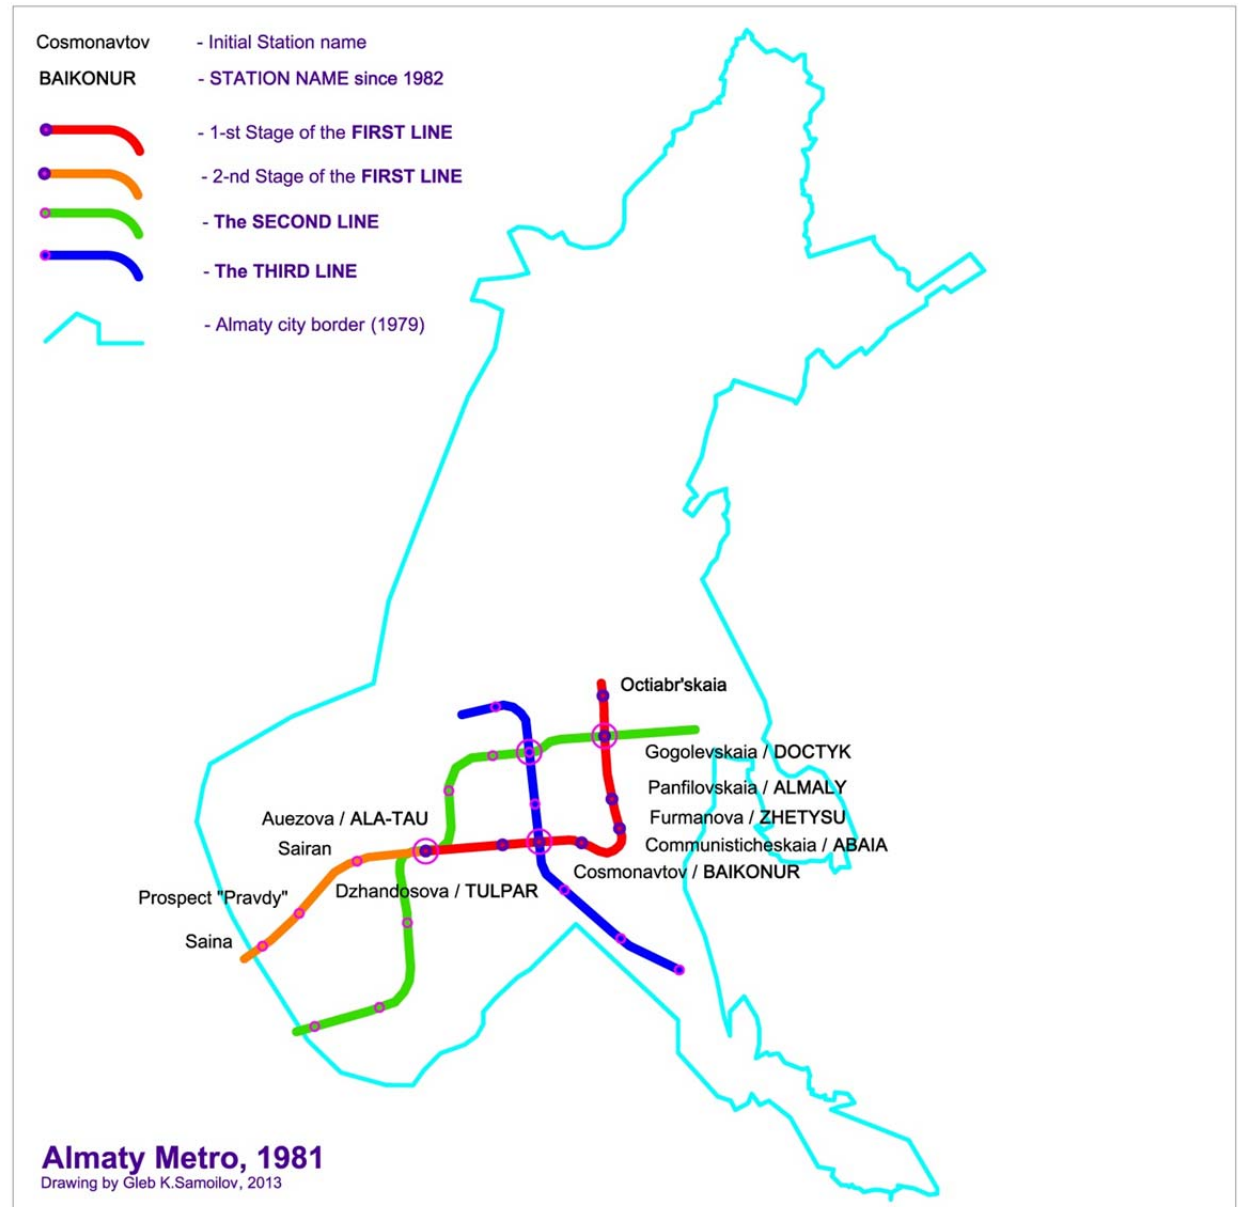 Cosmonavtov - Initial Station name
BAIKONUR - STATION NAME since 1982
- 1-st Stage of the FIRST LINE
- 2-nd Stage of the FIRST LINE
- The SECOND LINE
- The THIRD LINE
- Almaty city border (1979)
Octiabr'skaia
Gogolevskaia / DOCTYK
Panfilovskaia / ALMALY
Furmanova / ZHETYSU
Communisticheskaia / ABAIA
Cosmonavtov / BAIKONUR
Auezova / ALA-TAU
Sairan
Dzhandosova / TULPAR
Prospect "Pravdy"
Saina
Almaty Metro, 1981
Drawing by Gleb K.Samoilov, 2013